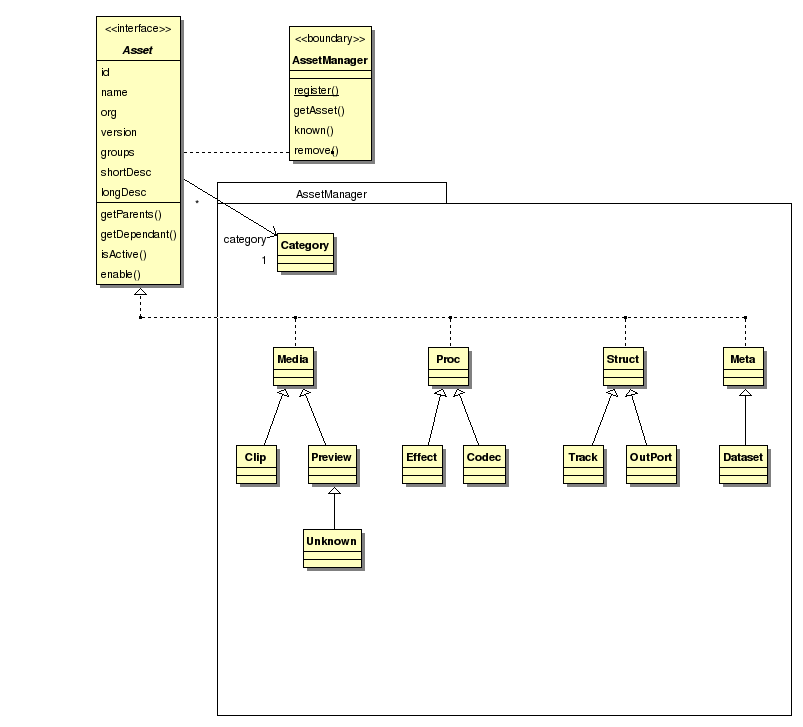 <<interface>>
Asset
id
name
org
version
groups
shortDesc
longDesc
getParents()
getDependant()
isActive()
enable()
<<boundary>>
AssetManager
register()
getAsset()
known()
remove()
AssetManager
*
category
1
Category
Media
Proc
Struct
Meta
Clip
Preview
Effect
Codec
Track
OutPort
Dataset
Unknown